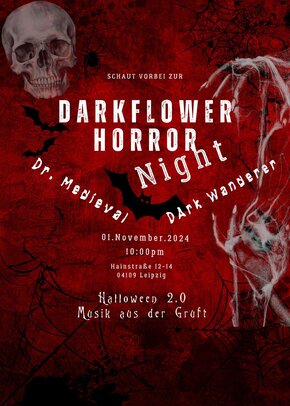 SCHAUT VORBEI ZUR
DARKFLOWER
HORROR
Night
Dr. Medieval
DArk Wanderer
01.November.2024
10:00pm
Hainstraße 12-14
04109 Leipzig
Halloween 2.0
Musik aus der Gruft